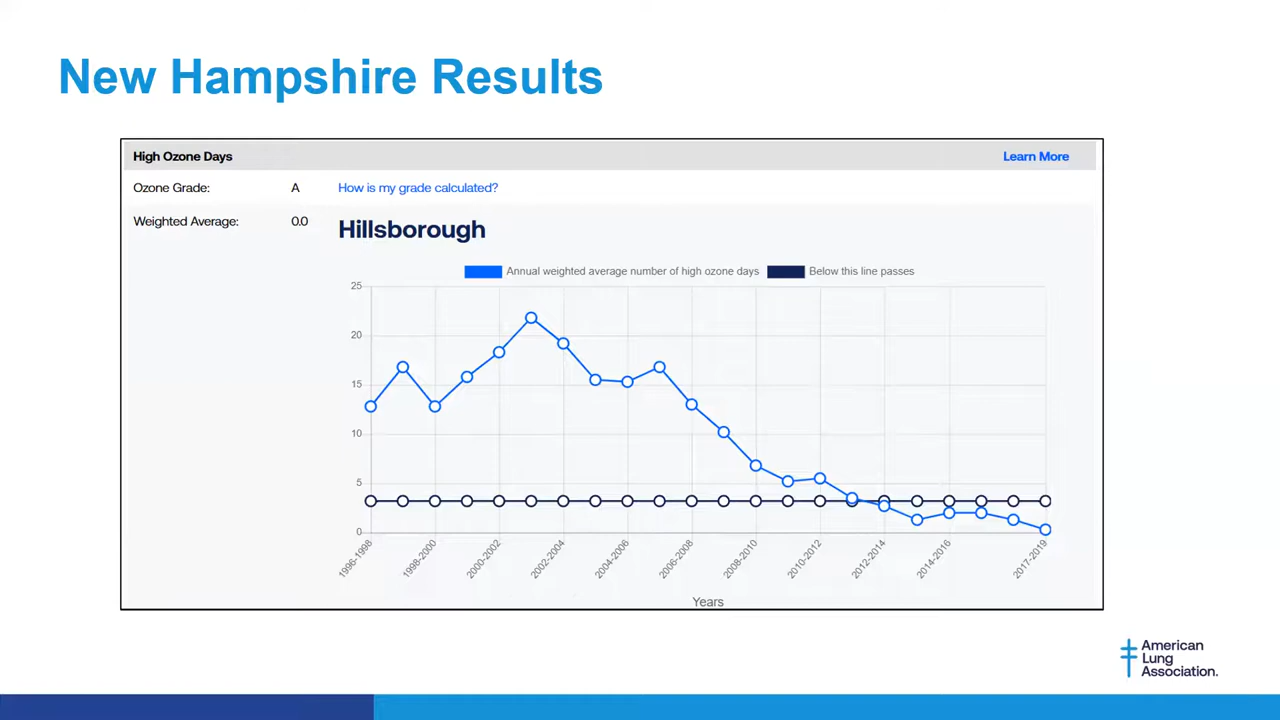 New Hampshire Results
High Ozone Days
Learn More
Ozone Grade:
A
How is my grade calculated?
Weighted Average:
0.0
Hillsborough
Annual weighted average number of high ozone days
Below this line passes
25
20
15
10
5
0
1996-1998
1998-2000
2000-2002
2002-2004
2004-2006
2006-2008
2008-2010
2010-2012
2012-2014
2014-2016
2017-2019
Years
American
Lung
Association.